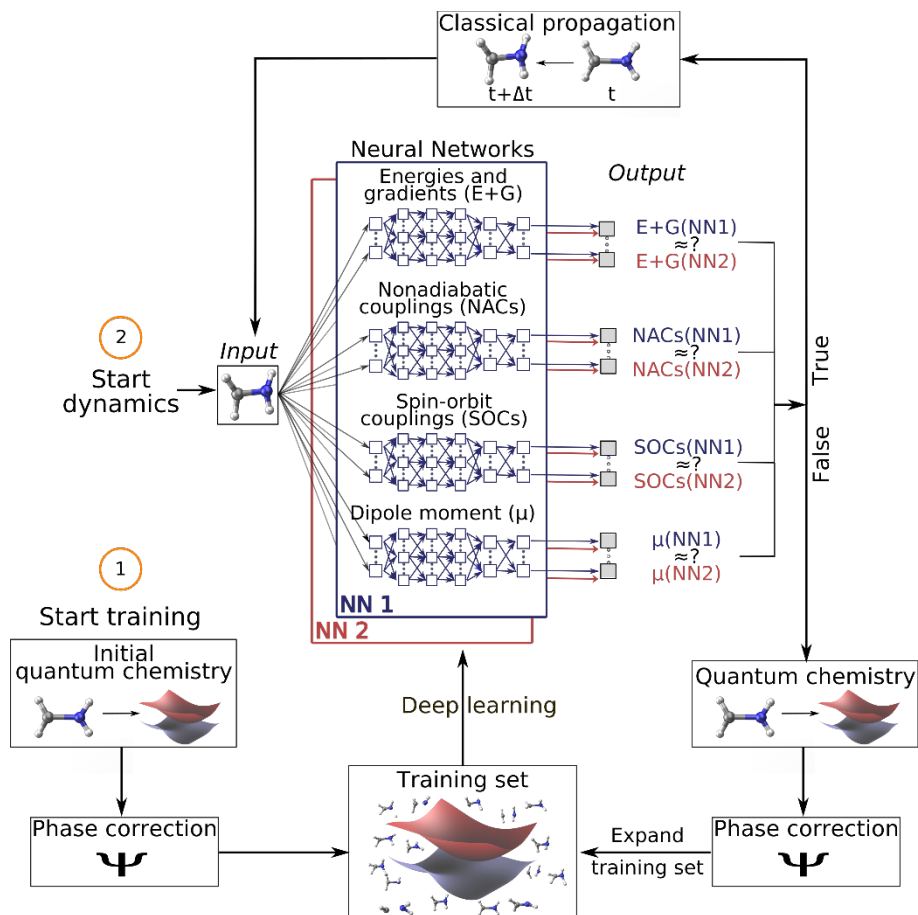 Classical propagation
t+Δt
t
Neural Networks
Energies and
gradients (E+G)
Output
E+G(NN1)
≈?
E+G(NN2)
Nonadiabatic
couplings (NACs)
NACs(NN1)
≈?
NACs(NN2)
2
Start
dynamics
Input
True
False
Spin-orbit
couplings (SOCs)
SOCs(NN1)
≈?
SOCs(NN2)
Dipole moment (μ)
μ(NN1)
≈?
μ(NN2)
NN 1
NN 2
1
Start training
Initial
quantum chemistry
Deep learning
Quantum chemistry
Training set
Phase correction
Ψ
Expand
training set
Phase correction
Ψ